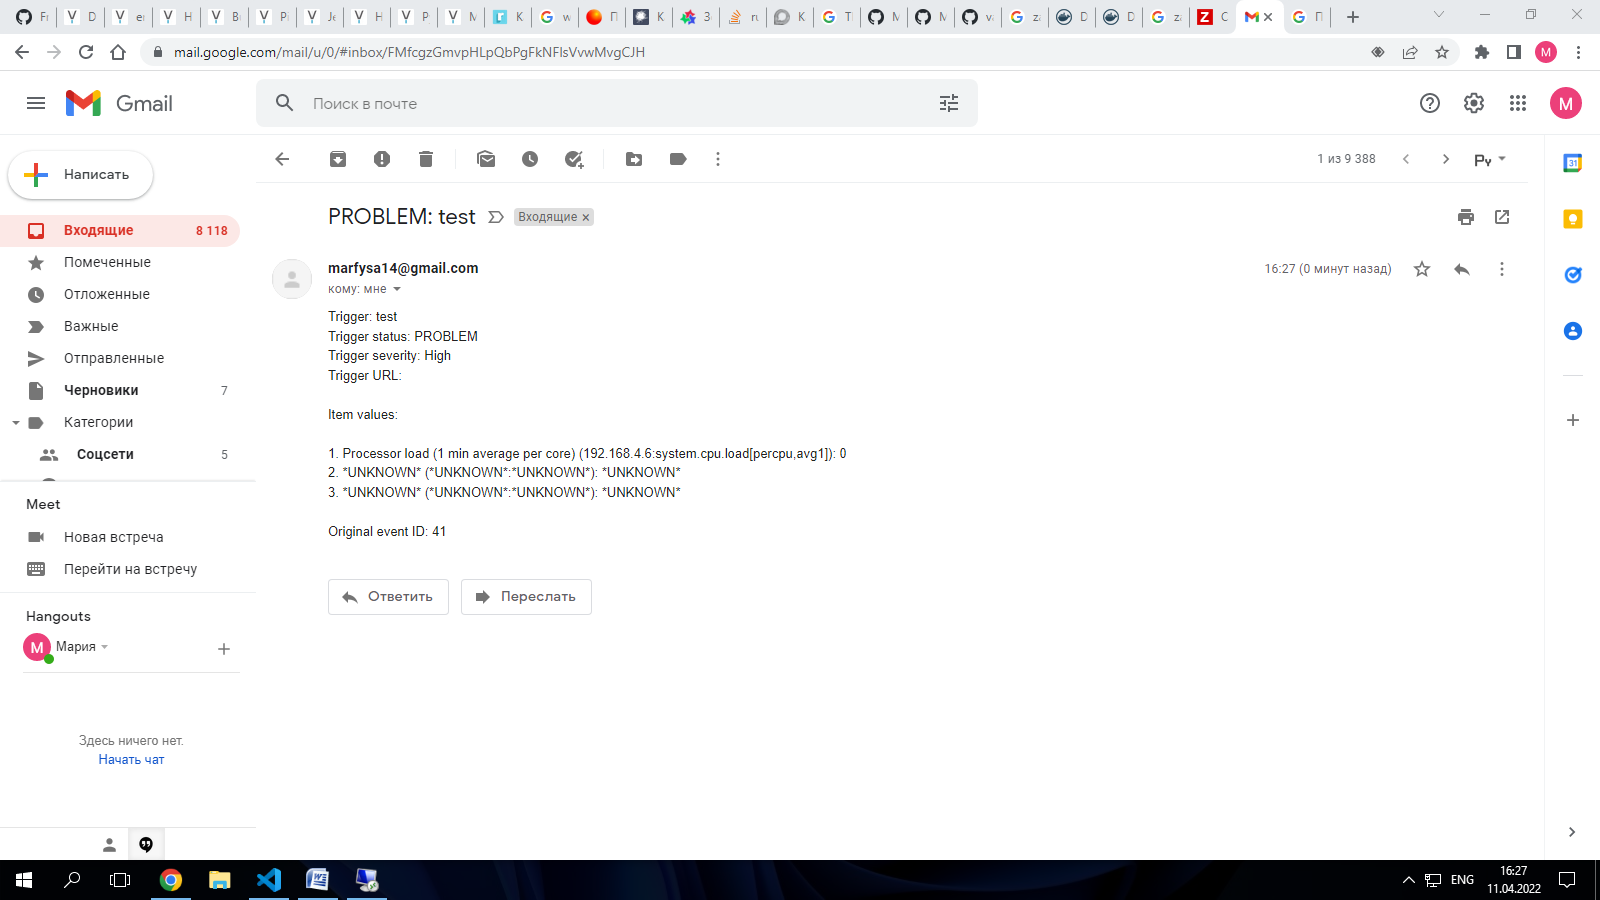 mail.google.com/mail/u/0/#inbox/FMfcgzGmvpHLpQbPgFkNFlsVvwMvgCJH
M
Gmail
Поиск в почте
M
Написать
1 из 9 388
Ру
31
Входящие 8 118
Помеченные
Отложенные
Важные
Отправленные
Черновики 7
Категории
Соцсети 5
PROBLEM: test
Входящие ×
marfysa14@gmail.com
16:27 (0 минут назад)
кому: мне
Trigger: test
Trigger status: PROBLEM
Trigger severity: High
Trigger URL:
Item values:
1. Processor load (1 min average per core) (192.168.4.6:system.cpu.load[percpu,avg1]): 0
2. *UNKNOWN* (*UNKNOWN*:*UNKNOWN*): *UNKNOWN*
3. *UNKNOWN* (*UNKNOWN*:*UNKNOWN*): *UNKNOWN*
Original event ID: 41
Ответить
Переслать
Meet
Новая встреча
Перейти на встречу
Hangouts
M Мария
Здесь ничего нет.
Начать чат
ENG
16:27
11.04.2022